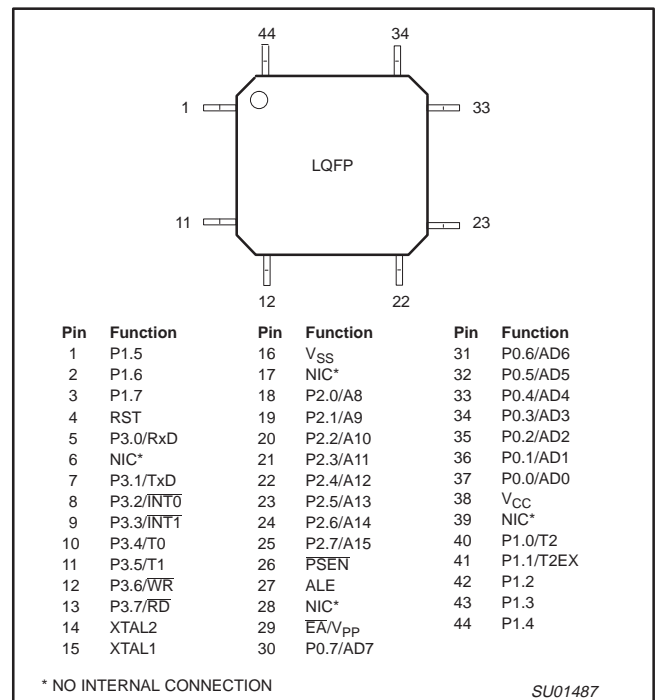 44 34
1 33
LQFP
11 23
12 22
Pin Function Pin Function Pin Function
1 P1.5 16 VSS 31 P0.6/AD6
2 P1.6 17 NIC* 32 P0.5/AD5
3 P1.7 18 P2.0/A8 33 P0.4/AD4
4 RST 19 P2.1/A9 34 P0.3/AD3
5 P3.0/RxD 20 P2.2/A10 35 P0.2/AD2
6 NIC* 21 P2.3/A11 36 P0.1/AD1
7 P3.1/TxD 22 P2.4/A12 37 P0.0/AD0
8 P3.2/I̅N̅T̅0̅ 23 P2.5/A13 38 VCC
9 P3.3/I̅N̅T̅1̅ 24 P2.6/A14 39 NIC*
10 P3.4/T0 25 P2.7/A15 40 P1.0/T2
11 P3.5/T1 26 P̅S̅E̅N̅ 41 P1.1/T2EX
12 P3.6/W̅R̅ 27 ALE 42 P1.2
13 P3.7/R̅D̅ 28 NIC* 43 P1.3
14 XTAL2 29 E̅A̅/VPP 44 P1.4
15 XTAL1 30 P0.7/AD7
* NO INTERNAL CONNECTION
SU01487